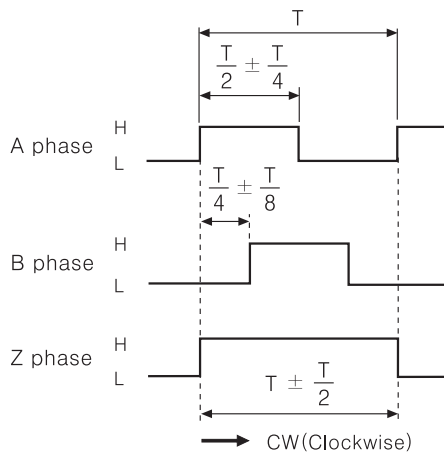 T
T/2 ± T/4
H
A phase
L
T/4 ± T/8
H
B phase
L
H
Z phase
L
T ± T/2
CW(Clockwise)